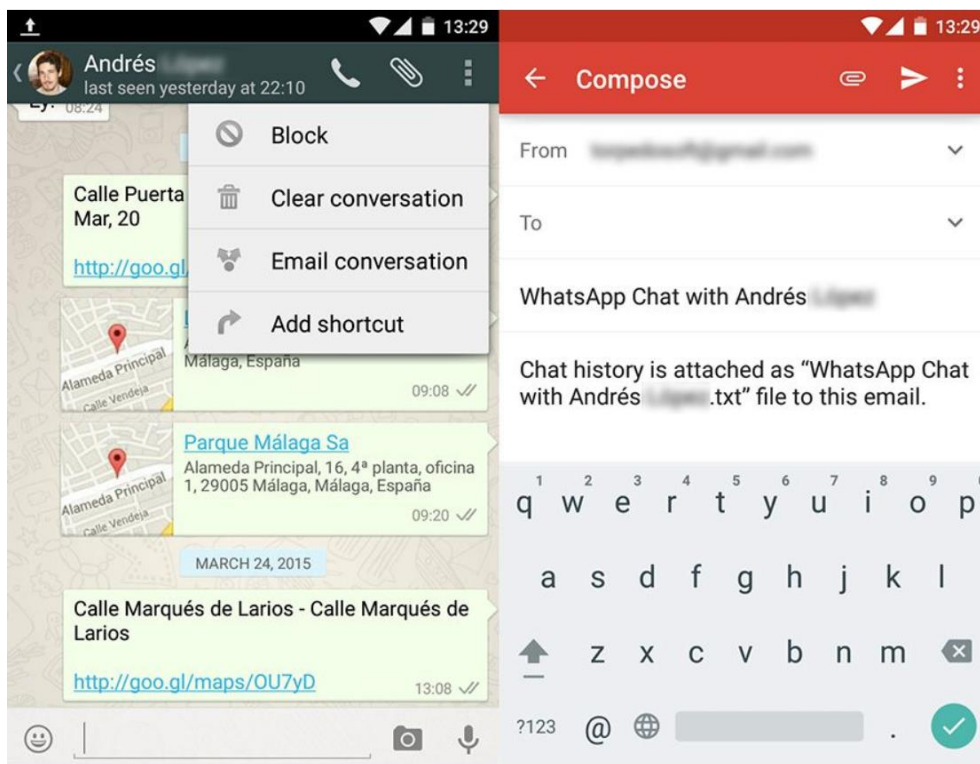 13:29
Andrés
last seen yesterday at 22:10
Ly. 08:24
Block
Clear conversation
Email conversation
Add shortcut
Calle Puerta
Mar, 20
http://goo.gl/
Alameda Principal
Calle Vendeja
Málaga, España
09:08
Alameda Principal
Calle Vendeja
Parque Málaga Sa
Alameda Principal, 16, 4ª planta, oficina
1, 29005 Málaga, Málaga,
España
09:20
MARCH 24, 2015
Calle Marqués de Larios - Calle Marqués de
Larios
http://goo.gl/maps/OU7yD
13:08
13:29
Compose
From
To
WhatsApp Chat with Andrés
Chat history is attached as “WhatsApp Chat
with Andrés .txt” file to this email.
1 2 3 4 5 6 7 8 9
q w e r t y u i o p
a s d f g h j k l
z x c v b n m
?123 @ .